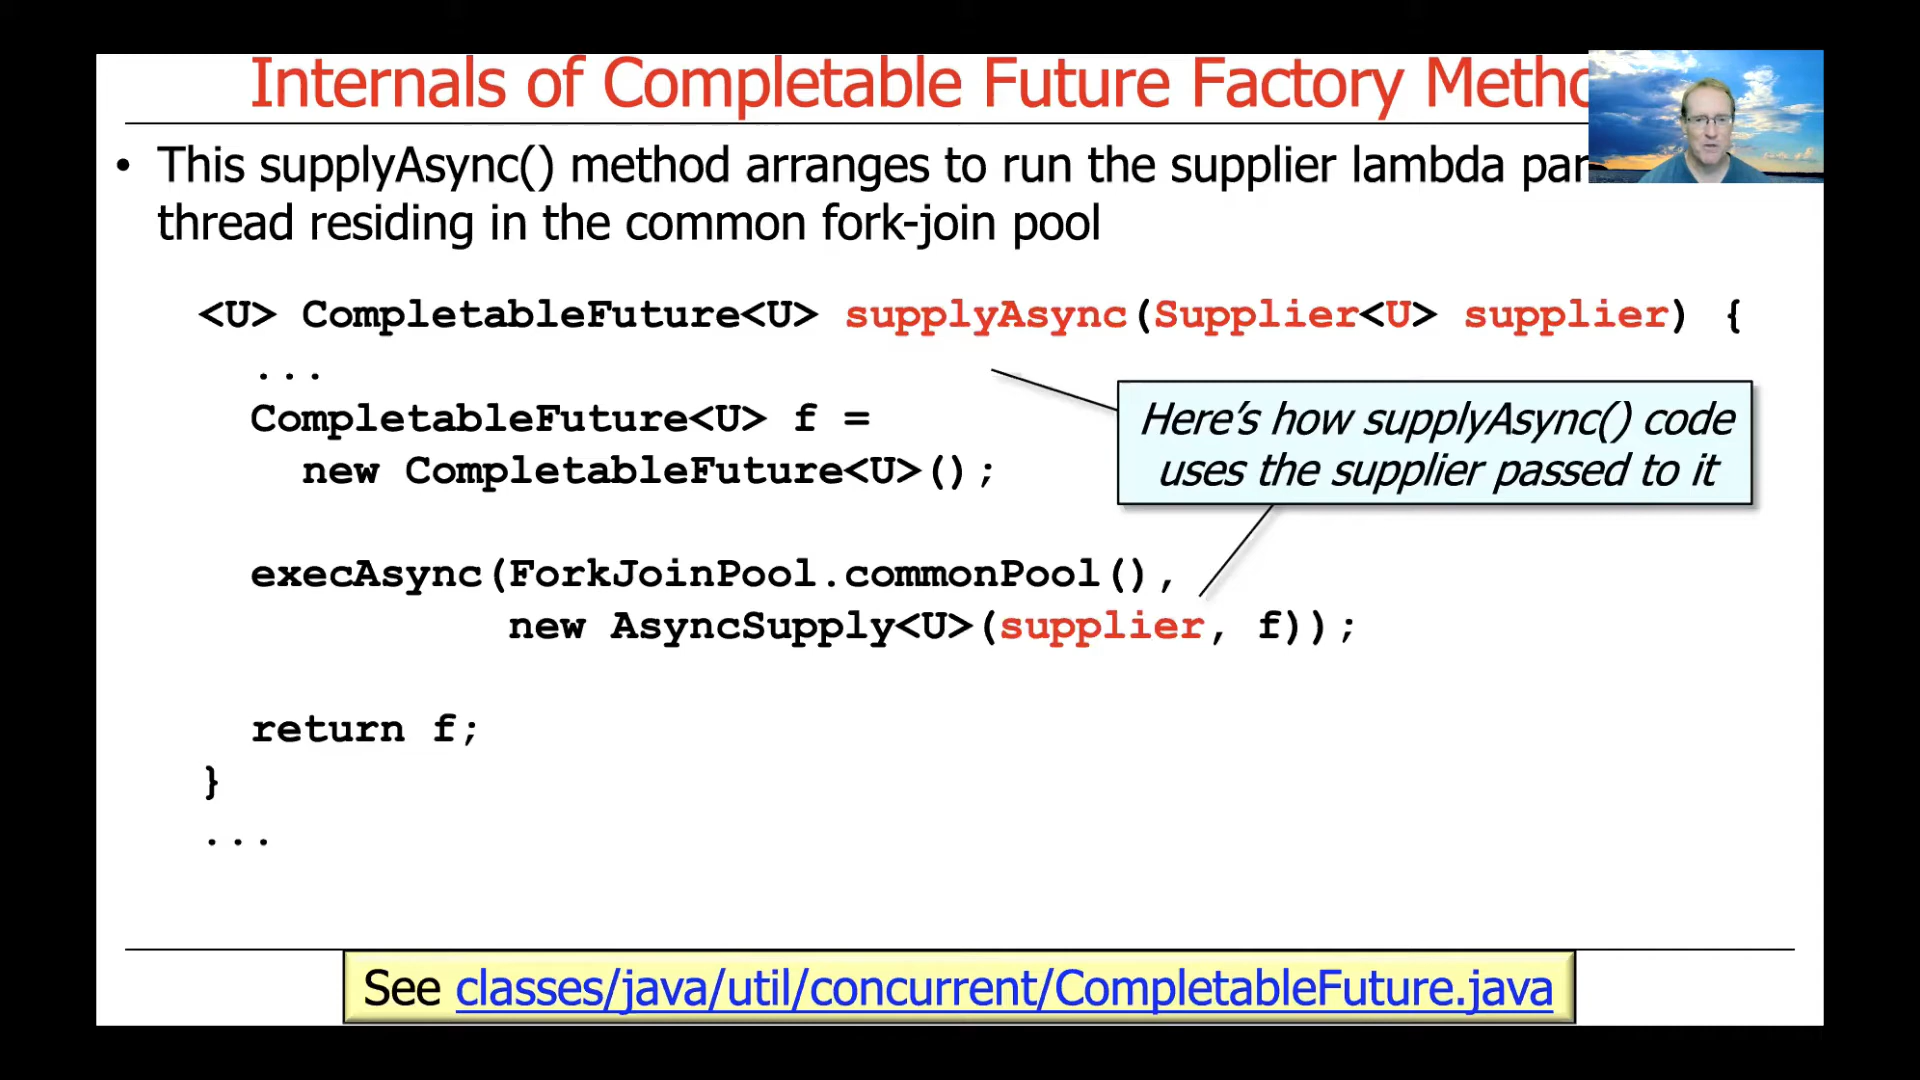 Internals of Completable Future Factory Metho
• This supplyAsync() method arranges to run the supplier lambda par
thread residing in the common fork-join pool
<U> CompletableFuture<U> supplyAsync(Supplier<U> supplier) {
...
CompletableFuture<U> f =
new CompletableFuture<U>();
Here's how supplyAsync() code
uses the supplier passed to it
execAsync(ForkJoinPool.commonPool(),
new AsyncSupply<U>(supplier, f));
return f;
}
...
See classes/java/util/concurrent/CompletableFuture.java